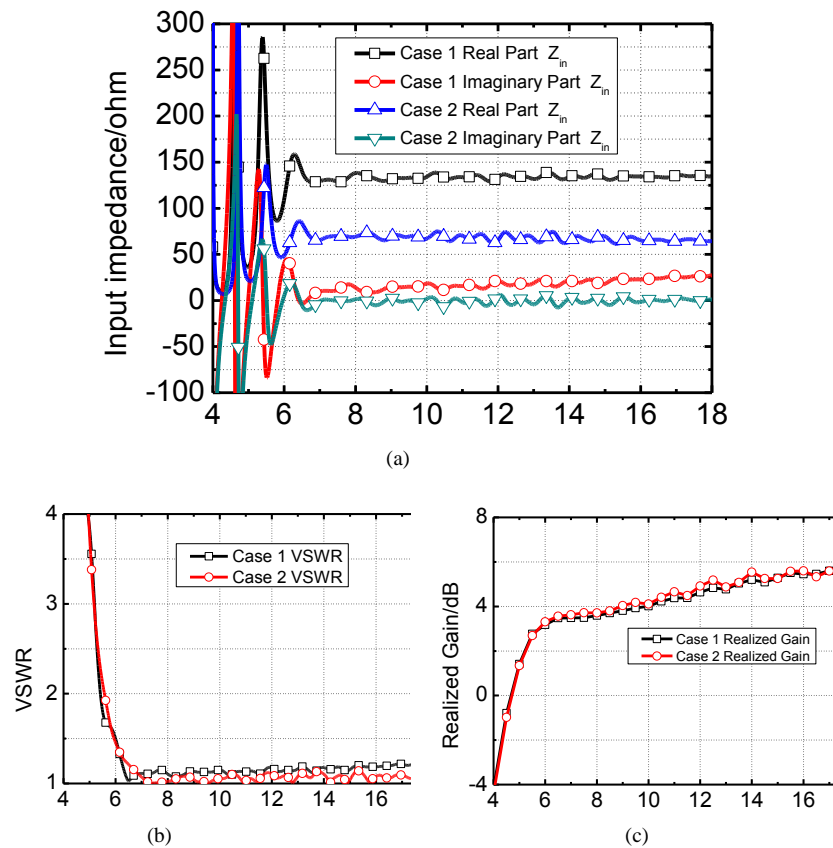 300
250
200
150
100
50
0
-50
-100
Input impedance/ohm
Case 1 Real Part Z_in
Case 1 Imaginary Part Z_in
Case 2 Real Part Z_in
Case 2 Imaginary Part Z_in
4 6 8 10 12 14 16 18
(a)
4
3
2
1
VSWR
Case 1 VSWR
Case 2 VSWR
4 6 8 10 12 14 16
(b)
8
4
0
-4
Realized Gain/dB
Case 1 Realized Gain
Case 2 Realized Gain
4 6 8 10 12 14 16
(c)